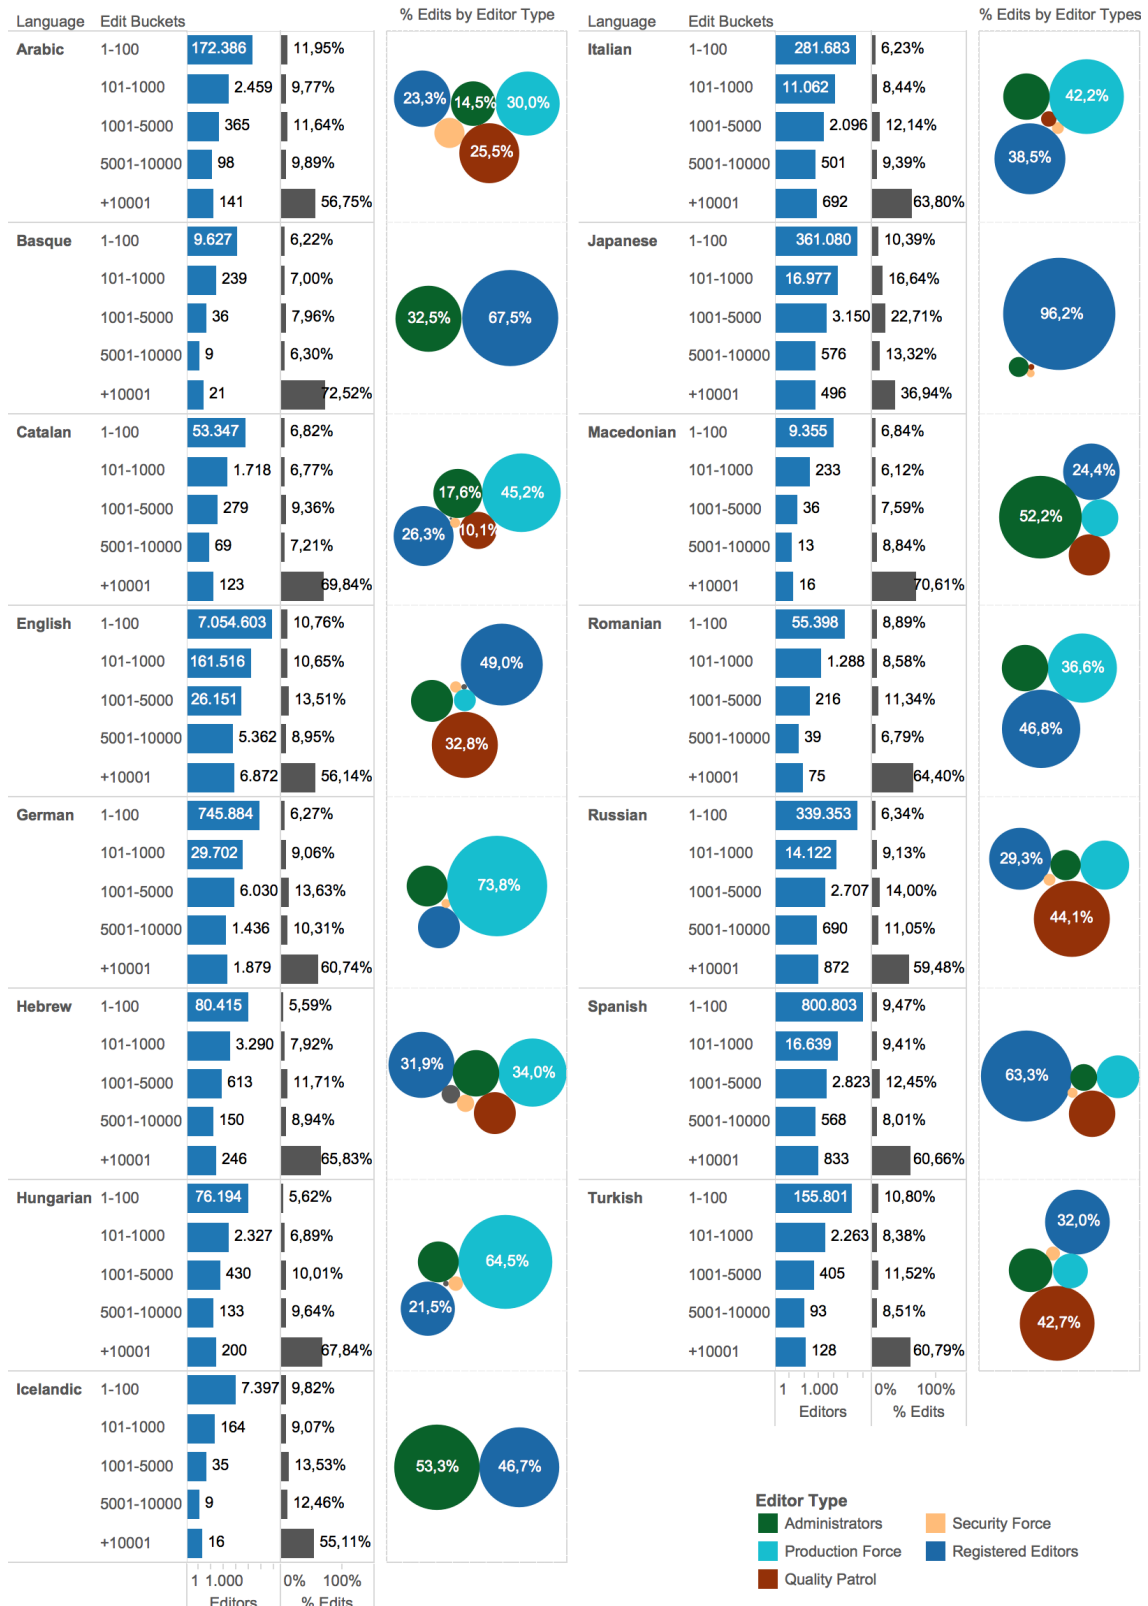 Language Edit Buckets % Edits by Editor Type
Arabic 1-100 172.386 11,95%
101-1000 2.459 9,77%
1001-5000 365 11,64%
5001-10000 98 9,89%
+10001 141 56,75%
23,3% 14,5% 30,0%
25,5%
Basque 1-100 9.627 6,22%
101-1000 239 7,00%
1001-5000 36 7,96%
5001-10000 9 6,30%
+10001 21 72,52%
32,5% 67,5%
Catalan 1-100 53.347 6,82%
101-1000 1.718 6,77%
1001-5000 279 9,36%
5001-10000 69 7,21%
+10001 123 69,84%
17,6% 45,2%
26,3% 10,1%
English 1-100 7.054.603 10,76%
101-1000 161.516 10,65%
1001-5000 26.151 13,51%
5001-10000 5.362 8,95%
+10001 6.872 56,14%
49,0%
32,8%
German 1-100 745.884 6,27%
101-1000 29.702 9,06%
1001-5000 6.030 13,63%
5001-10000 1.436 10,31%
+10001 1.879 60,74%
73,8%
Hebrew 1-100 80.415 5,59%
101-1000 3.290 7,92%
1001-5000 613 11,71%
5001-10000 150 8,94%
+10001 246 65,83%
31,9% 34,0%
Hungarian 1-100 76.194 5,62%
101-1000 2.327 6,89%
1001-5000 430 10,01%
5001-10000 133 9,64%
+10001 200 67,84%
64,5%
21,5%
Icelandic 1-100 7.397 9,82%
101-1000 164 9,07%
1001-5000 35 13,53%
5001-10000 9 12,46%
+10001 16 55,11%
53,3% 46,7%
1 1.000 0% 100%
Editors % Edits
Language Edit Buckets % Edits by Editor Types
Italian 1-100 281.683 6,23%
101-1000 11.062 8,44%
1001-5000 2.096 12,14%
5001-10000 501 9,39%
+10001 692 63,80%
42,2%
38,5%
Japanese 1-100 361.080 10,39%
101-1000 16.977 16,64%
1001-5000 3.150 22,71%
5001-10000 576 13,32%
+10001 496 36,94%
96,2%
Macedonian 1-100 9.355 6,84%
101-1000 233 6,12%
1001-5000 36 7,59%
5001-10000 13 8,84%
+10001 16 70,61%
24,4%
52,2%
Romanian 1-100 55.398 8,89%
101-1000 1.288 8,58%
1001-5000 216 11,34%
5001-10000 39 6,79%
+10001 75 64,40%
36,6%
46,8%
Russian 1-100 339.353 6,34%
101-1000 14.122 9,13%
1001-5000 2.707 14,00%
5001-10000 690 11,05%
+10001 872 59,48%
29,3%
44,1%
Spanish 1-100 800.803 9,47%
101-1000 16.639 9,41%
1001-5000 2.823 12,45%
5001-10000 568 8,01%
+10001 833 60,66%
63,3%
Turkish 1-100 155.801 10,80%
101-1000 2.263 8,38%
1001-5000 405 11,52%
5001-10000 93 8,51%
+10001 128 60,79%
32,0%
42,7%
1 1.000 0% 100%
Editors % Edits
Editor Type
Administrators Security Force
Production Force Registered Editors
Quality Patrol